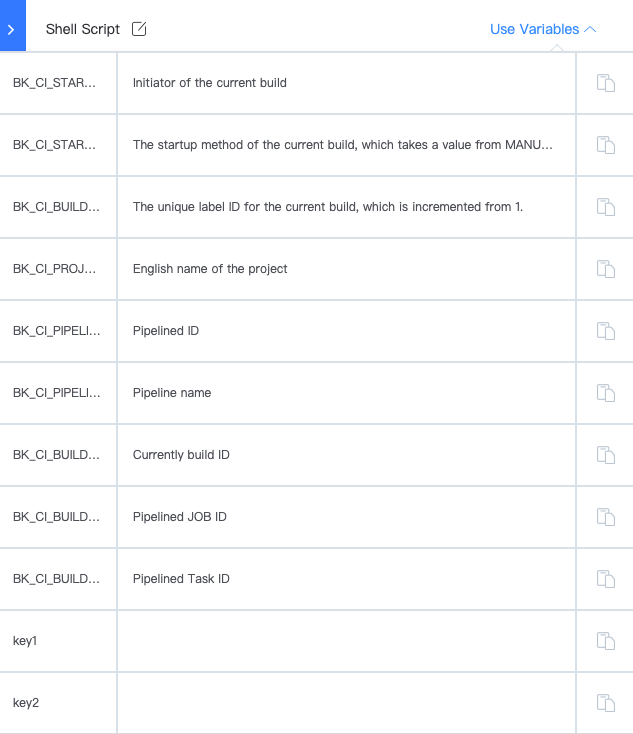 Shell Script
Use Variables
BK_CI_STAR... Initiator of the current build
BK_CI_STAR... The startup method of the current build, which takes a value from MANU...
BK_CI_BUILD... The unique label ID for the current build, which is incremented from 1.
BK_CI_PROJ... English name of the project
BK_CI_PIPELI... Pipelined ID
BK_CI_PIPELI... Pipeline name
BK_CI_BUILD... Currently build ID
BK_CI_BUILD... Pipelined JOB ID
BK_CI_BUILD... Pipelined Task ID
key1
key2